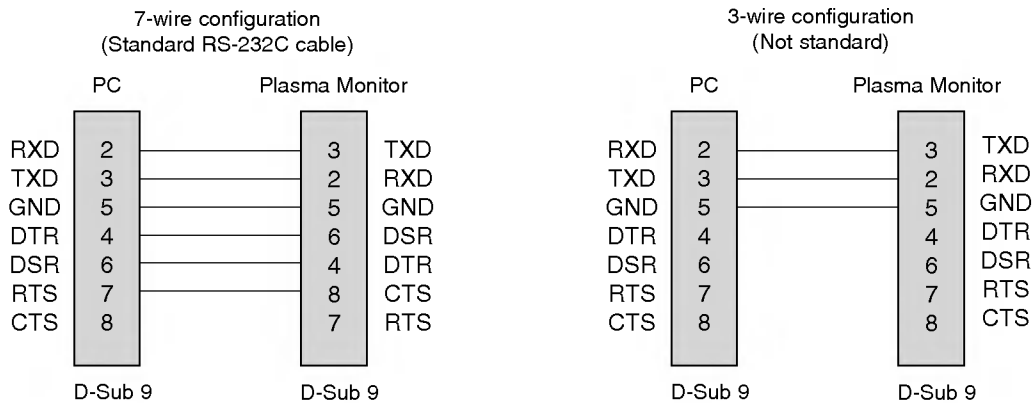 7-wire configuration
(Standard RS-232C cable)
PC Plasma Monitor
RXD 2 3 TXD
TXD 3 2 RXD
GND 5 5 GND
DTR 4 6 DSR
DSR 6 4 DTR
RTS 7 8 CTS
CTS 8 7 RTS
D-Sub 9 D-Sub 9
3-wire configuration
(Not standard)
PC Plasma Monitor
RXD 2 3 TXD
TXD 3 2 RXD
GND 5 5 GND
DTR 4 4 DTR
DSR 6 6 DSR
RTS 7 7 RTS
CTS 8 8 CTS
D-Sub 9 D-Sub 9